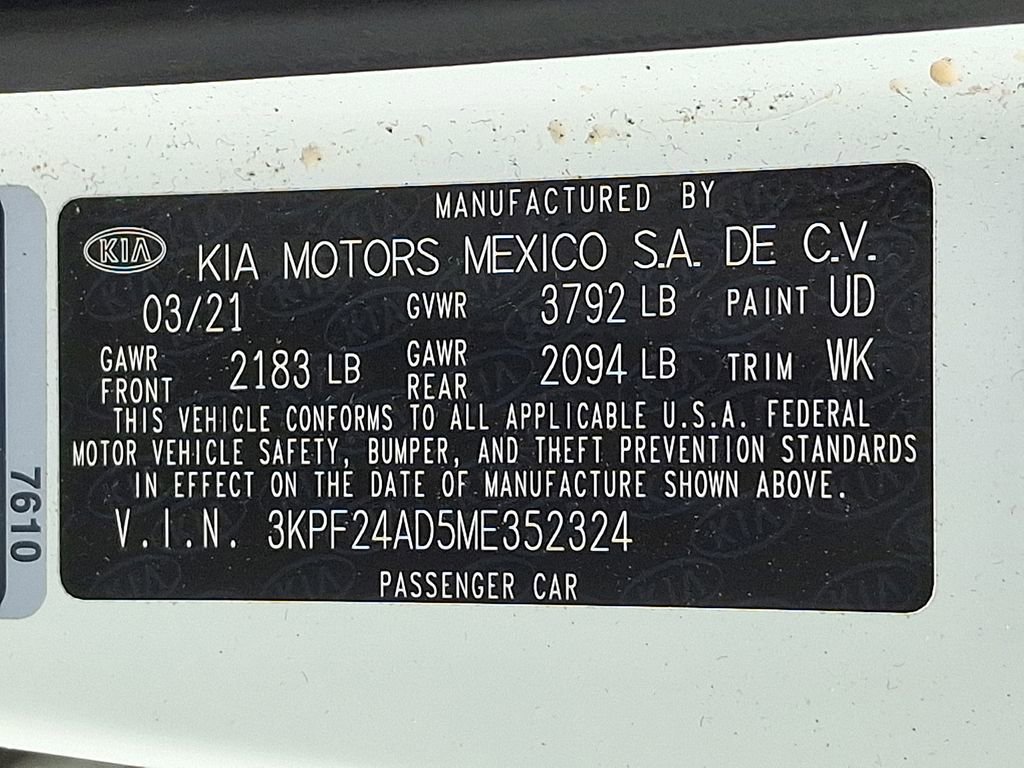 MANUFACTURED BY
KIA
KIA MOTORS MEXICO S.A. DE C.V.
03/21 GVWR 3792 LB PAINT UD
GAWR FRONT 2183 LB GAWR REAR 2094 LB TRIM WK
THIS VEHICLE CONFORMS TO ALL APPLICABLE U.S.A. FEDERAL
MOTOR VEHICLE SAFETY, BUMPER, AND THEFT PREVENTION STANDARDS
IN EFFECT ON THE DATE OF MANUFACTURE SHOWN ABOVE.
V.I.N. 3KPF24AD5ME352324
PASSENGER CAR
7610